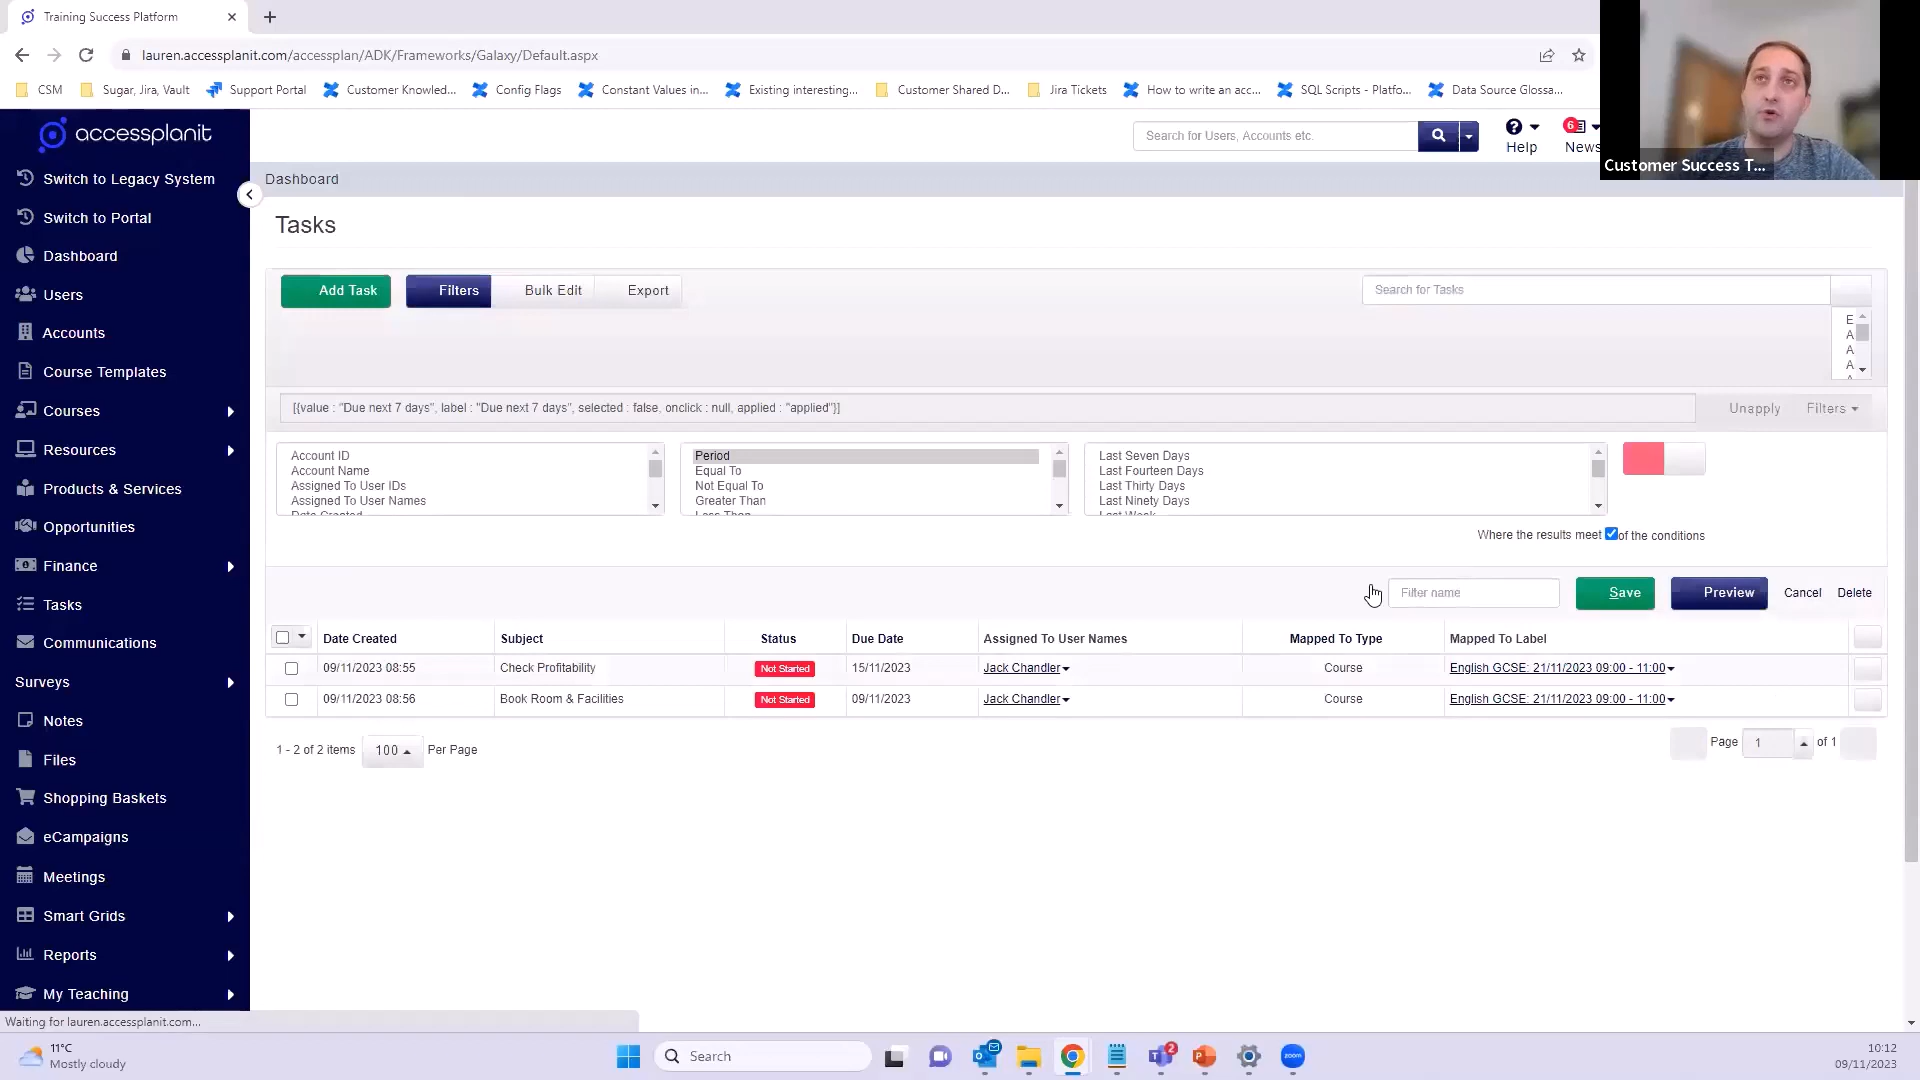 Training Success Platform
lauren.accessplanit.com/accessplan/ADK/Frameworks/Galaxy/Default.aspx
CSM Sugar, Jira, Vault Support Portal Customer Knowled... Config Flags Constant Values in... Existing interesting... Customer Shared D... Jira Tickets How to write an acc... SQL Scripts - Platfo... Data Source Glossa...
accessplanit
Search for Users, Accounts etc.
Help
6
News
Customer Success T...
Switch to Legacy System
Switch to Portal
Dashboard
Users
Accounts
Course Templates
Courses
Resources
Products & Services
Opportunities
Finance
Tasks
Communications
Surveys
Notes
Files
Shopping Baskets
eCampaigns
Meetings
Smart Grids
Reports
My Teaching
Dashboard
Tasks
Add Task Filters Bulk Edit Export
Search for Tasks
E
A
A
A
[{value : "Due next 7 days", label : "Due next 7 days", selected : false, onclick : null, applied : "applied"}]
Unapply Filters
Account ID
Account Name
Assigned To User IDs
Assigned To User Names
Date Created
Period
Equal To
Not Equal To
Greater Than
Less Than
Last Seven Days
Last Fourteen Days
Last Thirty Days
Last Ninety Days
Last Week
Where the results meet of the conditions
Filter name Save Preview Cancel Delete
Date Created Subject Status Due Date Assigned To User Names Mapped To Type Mapped To Label
09/11/2023 08:55 Check Profitability Not Started 15/11/2023 Jack Chandler Course English GCSE: 21/11/2023 09:00 - 11:00
09/11/2023 08:56 Book Room & Facilities Not Started 09/11/2023 Jack Chandler Course English GCSE: 21/11/2023 09:00 - 11:00
1 - 2 of 2 items 100 Per Page
Page 1 of 1
Waiting for lauren.accessplanit.com...
11°C
Mostly cloudy
Search
2
zoom
10:12
09/11/2023